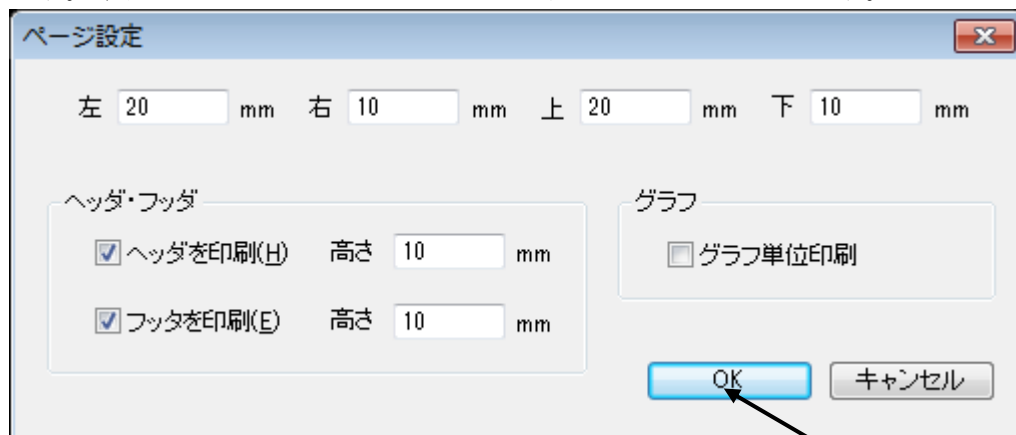 ページ設定
左 20 mm 右 10 mm 上 20 mm 下 10 mm
ヘッダ・フッダ
グラフ
ヘッダを印刷(H) 高さ 10 mm
グラフ単位印刷
フッタを印刷(E) 高さ 10 mm
OK キャンセル